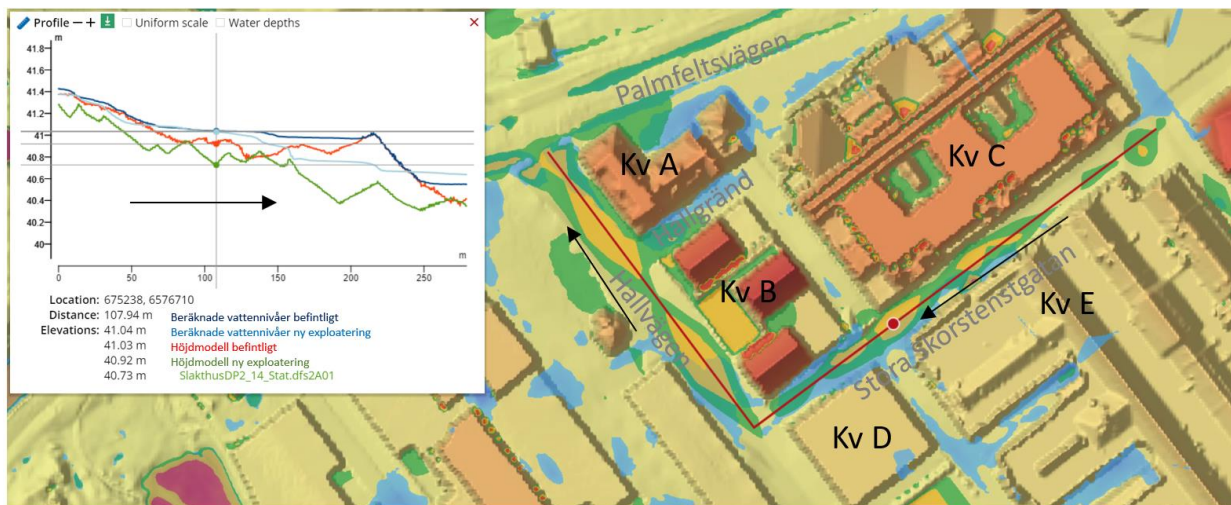 Profile
Uniform scale
Water depths
m
41.8
41.6
41.4
41.2
41
40.8
40.6
40.4
40.2
40
m
0
50
100
150
200
250
Location: 675238, 6576710
Distance: 107.94 m
Elevations: 41.04 m Beräknade vattennivåer befintligt
41.03 m Beräknade vattennivåer ny exploatering
40.92 m Höjdmodell befintligt
40.73 m Höjdmodell ny exploatering
SlakthusDP2_14_Stat.dfs2A01
Palmfeltsvägen
Kv A
Kv C
Hallgränd
Kv B
Hallvägen
Kv E
Stora skorstenstgatan
Kv D